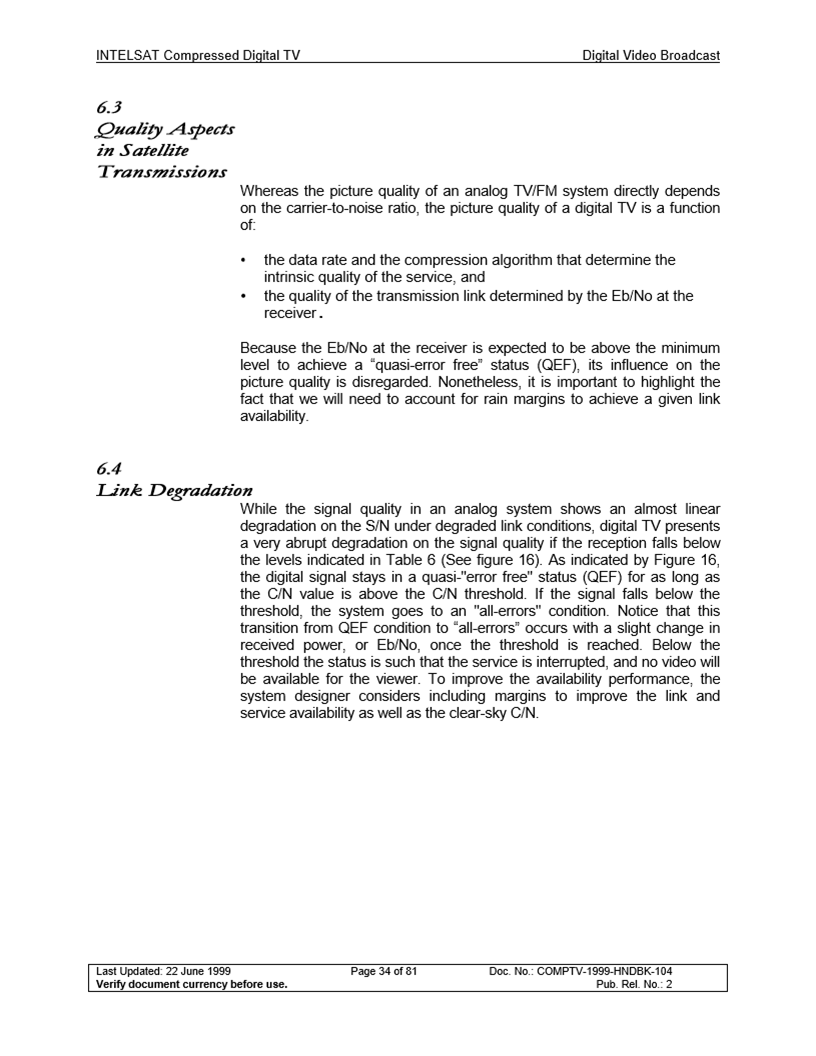 INTELSAT Compressed Digital TV Digital Video Broadcast
6.3
Quality Aspects
in Satellite
Transmissions
Whereas the picture quality of an analog TV/FM system directly depends
on the carrier-to-noise ratio, the picture quality of a digital TV is a function
of:
• the data rate and the compression algorithm that determine the
intrinsic quality of the service, and
• the quality of the transmission link determined by the Eb/No at the
receiver.
Because the Eb/No at the receiver is expected to be above the minimum
level to achieve a “quasi-error free” status (QEF), its influence on the
picture quality is disregarded. Nonetheless, it is important to highlight the
fact that we will need to account for rain margins to achieve a given link
availability.
6.4
Link Degradation
While the signal quality in an analog system shows an almost linear
degradation on the S/N under degraded link conditions, digital TV presents
a very abrupt degradation on the signal quality if the reception falls below
the levels indicated in Table 6 (See figure 16). As indicated by Figure 16,
the digital signal stays in a quasi-"error free" status (QEF) for as long as
the C/N value is above the C/N threshold. If the signal falls below the
threshold, the system goes to an "all-errors" condition. Notice that this
transition from QEF condition to “all-errors” occurs with a slight change in
received power, or Eb/No, once the threshold is reached. Below the
threshold the status is such that the service is interrupted, and no video will
be available for the viewer. To improve the availability performance, the
system designer considers including margins to improve the link and
service availability as well as the clear-sky C/N.
Last Updated: 22 June 1999 Page 34 of 81 Doc. No.: COMPTV-1999-HNDBK-104
Verify document currency before use. Pub. Rel. No.: 2